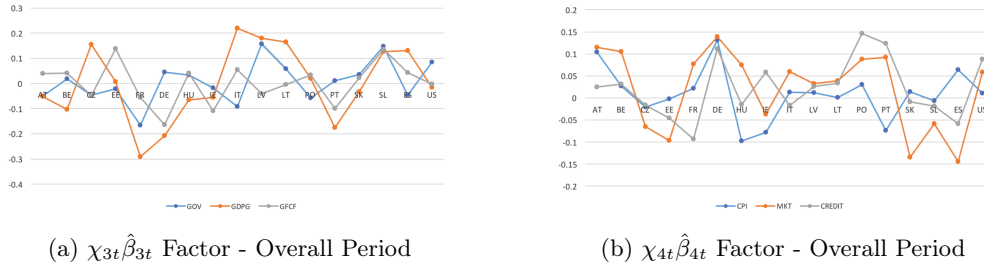 0.3
0.2
0.1
0
-0.1
-0.2
-0.3
-0.4
AT BE CZ EE FR DE HU IE IT LV LT PO PT SK SL ES US
GOV GDPG GFCF
(a) χ3tβ̂3t Factor - Overall Period
0.2
0.15
0.1
0.05
0
-0.05
-0.1
-0.15
-0.2
AT BE CZ EE FR DE HU IE IT LV LT PO PT SK SL ES US
CPI MKT CREDIT
(b) χ4tβ̂4t Factor - Overall Period